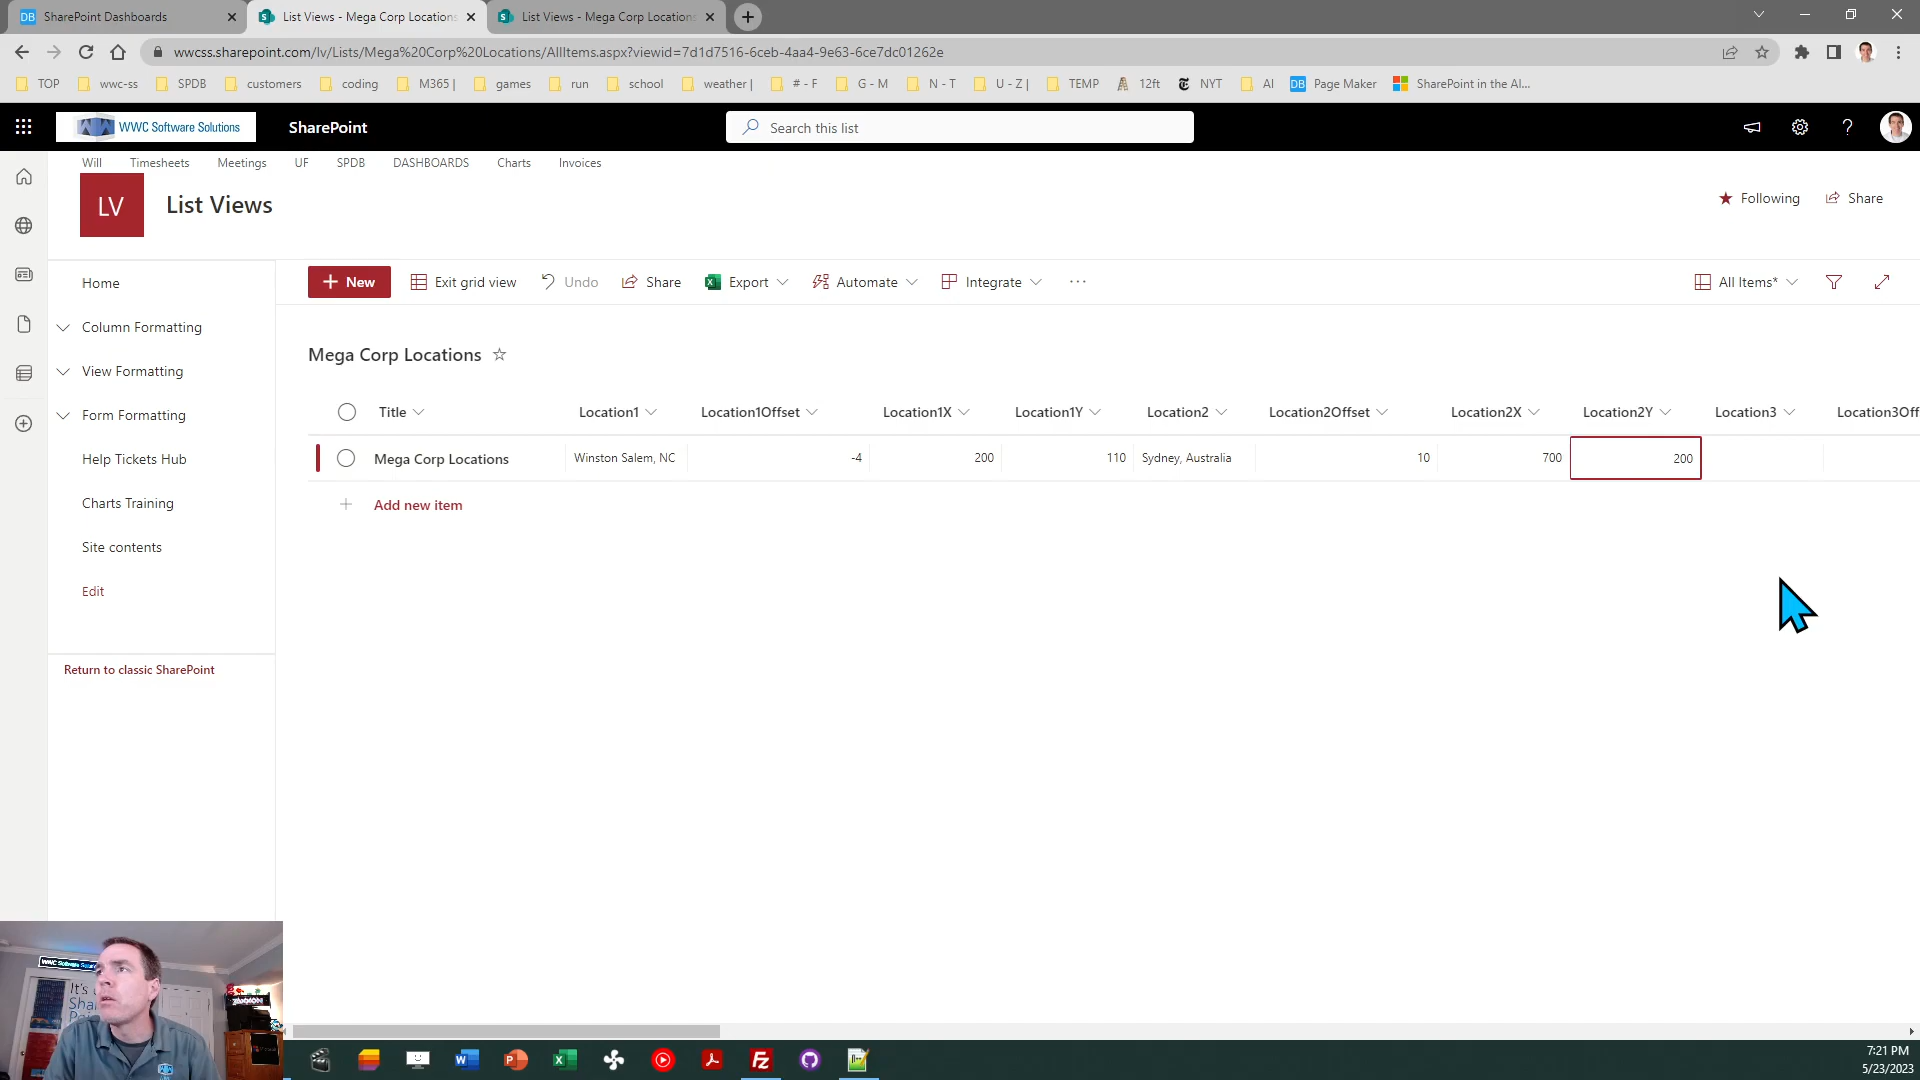 DB SharePoint Dashboards
List Views - Mega Corp Locations
List Views - Mega Corp Locations
wwcss.sharepoint.com/lv/Lists/Mega%20Corp%20Locations/AllItems.aspx?viewid=7d1d7516-6ceb-4aa4-9e63-6ce7dc01262e
TOP wwc-ss SPDB customers coding M365 | games run school weather | # - F G - M N - T U - Z | TEMP 12ft NYT AI DB Page Maker SharePoint in the AI...
WWC Software Solutions SharePoint Search this list
Will Timesheets Meetings UF SPDB DASHBOARDS Charts Invoices
LV List Views
Following Share
Home
Column Formatting
View Formatting
Form Formatting
Help Tickets Hub
Charts Training
Site contents
Edit
Return to classic SharePoint
New Exit grid view Undo Share Export Automate Integrate ... All Items*
Mega Corp Locations
Title Location1 Location1Offset Location1X Location1Y Location2 Location2Offset Location2X Location2Y Location3 Location3Off
Mega Corp Locations Winston Salem, NC -4 200 110 Sydney, Australia 10 700 200
Add new item
It's
Shar
7:21 PM
5/23/2023